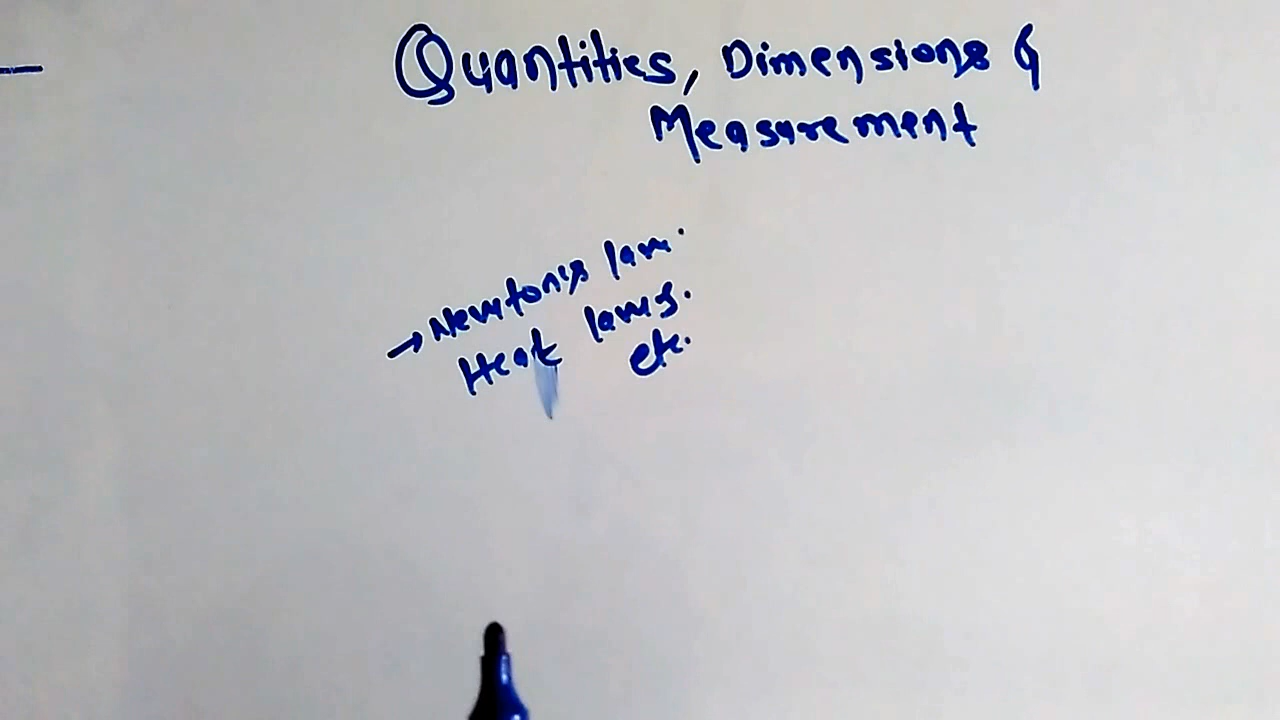 Quantities, Dimensions &
Measurement
→ Newton's law.
Heat laws.
etc.